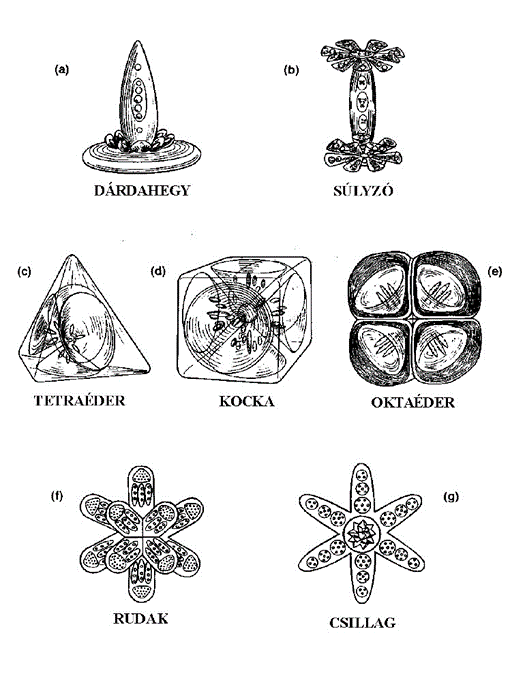 (a)
(b)
DÁRDAHEGY
SÚLYZÓ
(c)
(d)
(e)
TETRAÉDER
KOCKA
OKTAÉDER
(f)
(g)
RUDAK
CSILLAG